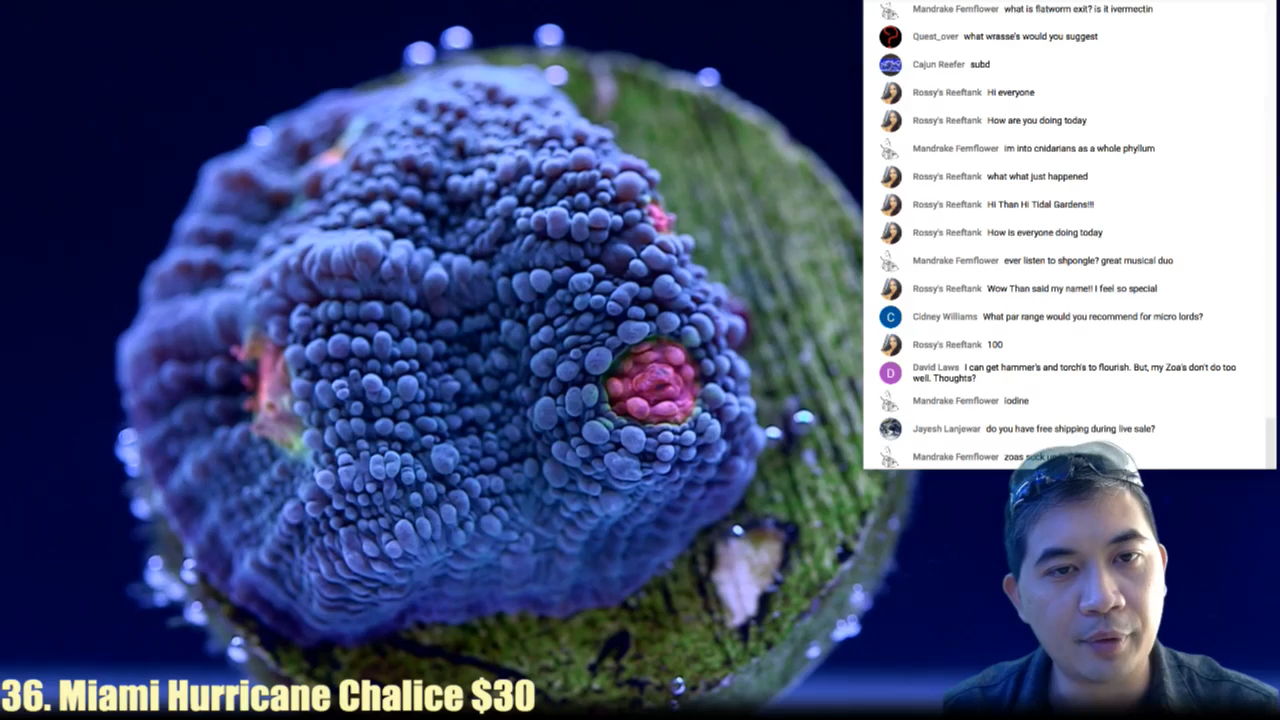 Mandrake Fernflower what is flatworm exit? is it ivermectin
Quest_over what wrasse's would you suggest
Cajun Reefer subd
Rossy's Reeftank Hi everyone
Rossy's Reeftank How are you doing today
Mandrake Fernflower im into cnidarians as a whole phyllum
Rossy's Reeftank what what just happened
Rossy's Reeftank Hi Than Hi Tidal Gardens!!!
Rossy's Reeftank How is everyone doing today
Mandrake Fernflower ever listen to shpongle? great musical duo
Rossy's Reeftank Wow Than said my name!! I feel so special
C Cidney Williams What par range would you recommend for micro lords?
Rossy's Reeftank 100
D David Laws I can get hammer's and torch's to flourish. But, my Zoa's don't do too
well. Thoughts?
Mandrake Fernflower iodine
Jayesh Lanjewar do you have free shipping during live sale?
Mandrake Fernflower zoas suck
36. Miami Hurricane Chalice $30